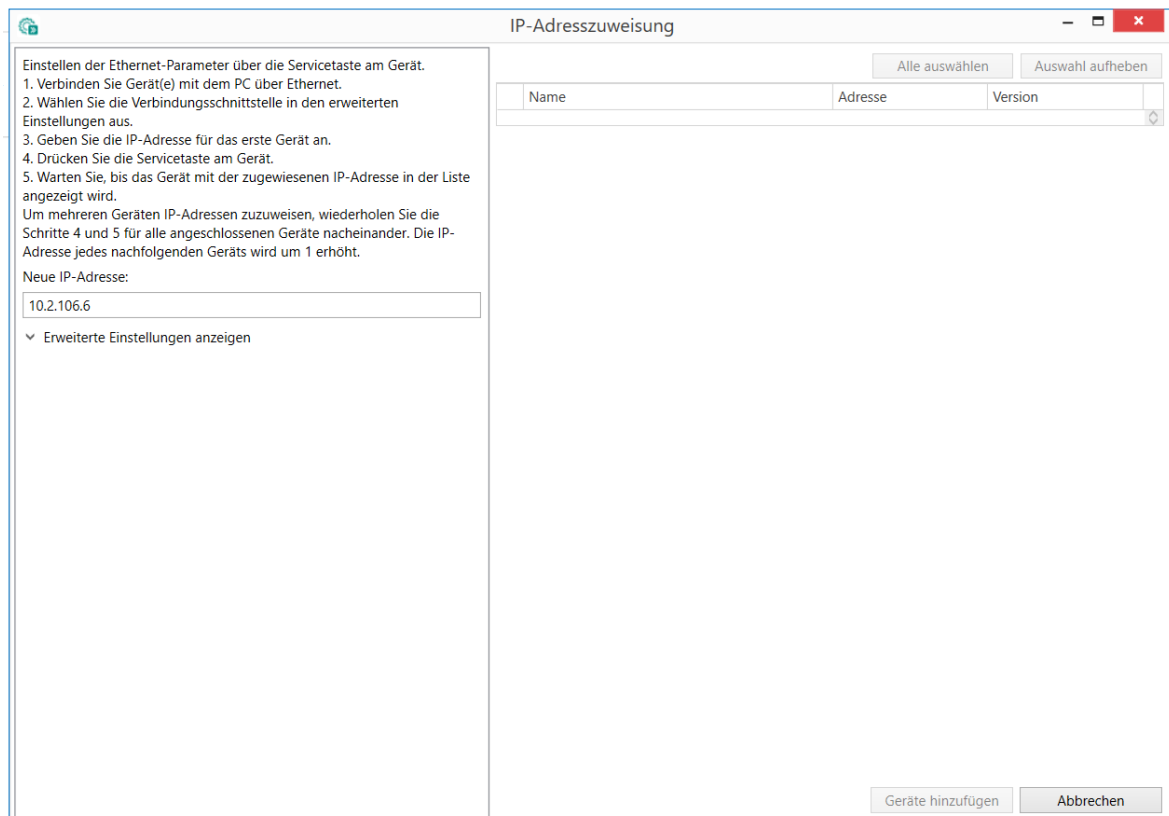 IP-Adresszuweisung
Einstellen der Ethernet-Parameter über die Servicetaste am Gerät.
1. Verbinden Sie Gerät(e) mit dem PC über Ethernet.
2. Wählen Sie die Verbindungsschnittstelle in den erweiterten
Einstellungen aus.
3. Geben Sie die IP-Adresse für das erste Gerät an.
4. Drücken Sie die Servicetaste am Gerät.
5. Warten Sie, bis das Gerät mit der zugewiesenen IP-Adresse in der Liste
angezeigt wird.
Um mehreren Geräten IP-Adressen zuzuweisen, wiederholen Sie die
Schritte 4 und 5 für alle angeschlossenen Geräte nacheinander. Die IP-
Adresse jedes nachfolgenden Geräts wird um 1 erhöht.
Neue IP-Adresse:
10.2.106.6
Erweiterte Einstellungen anzeigen
Alle auswählen Auswahl aufheben
Name Adresse Version
Geräte hinzufügen Abbrechen